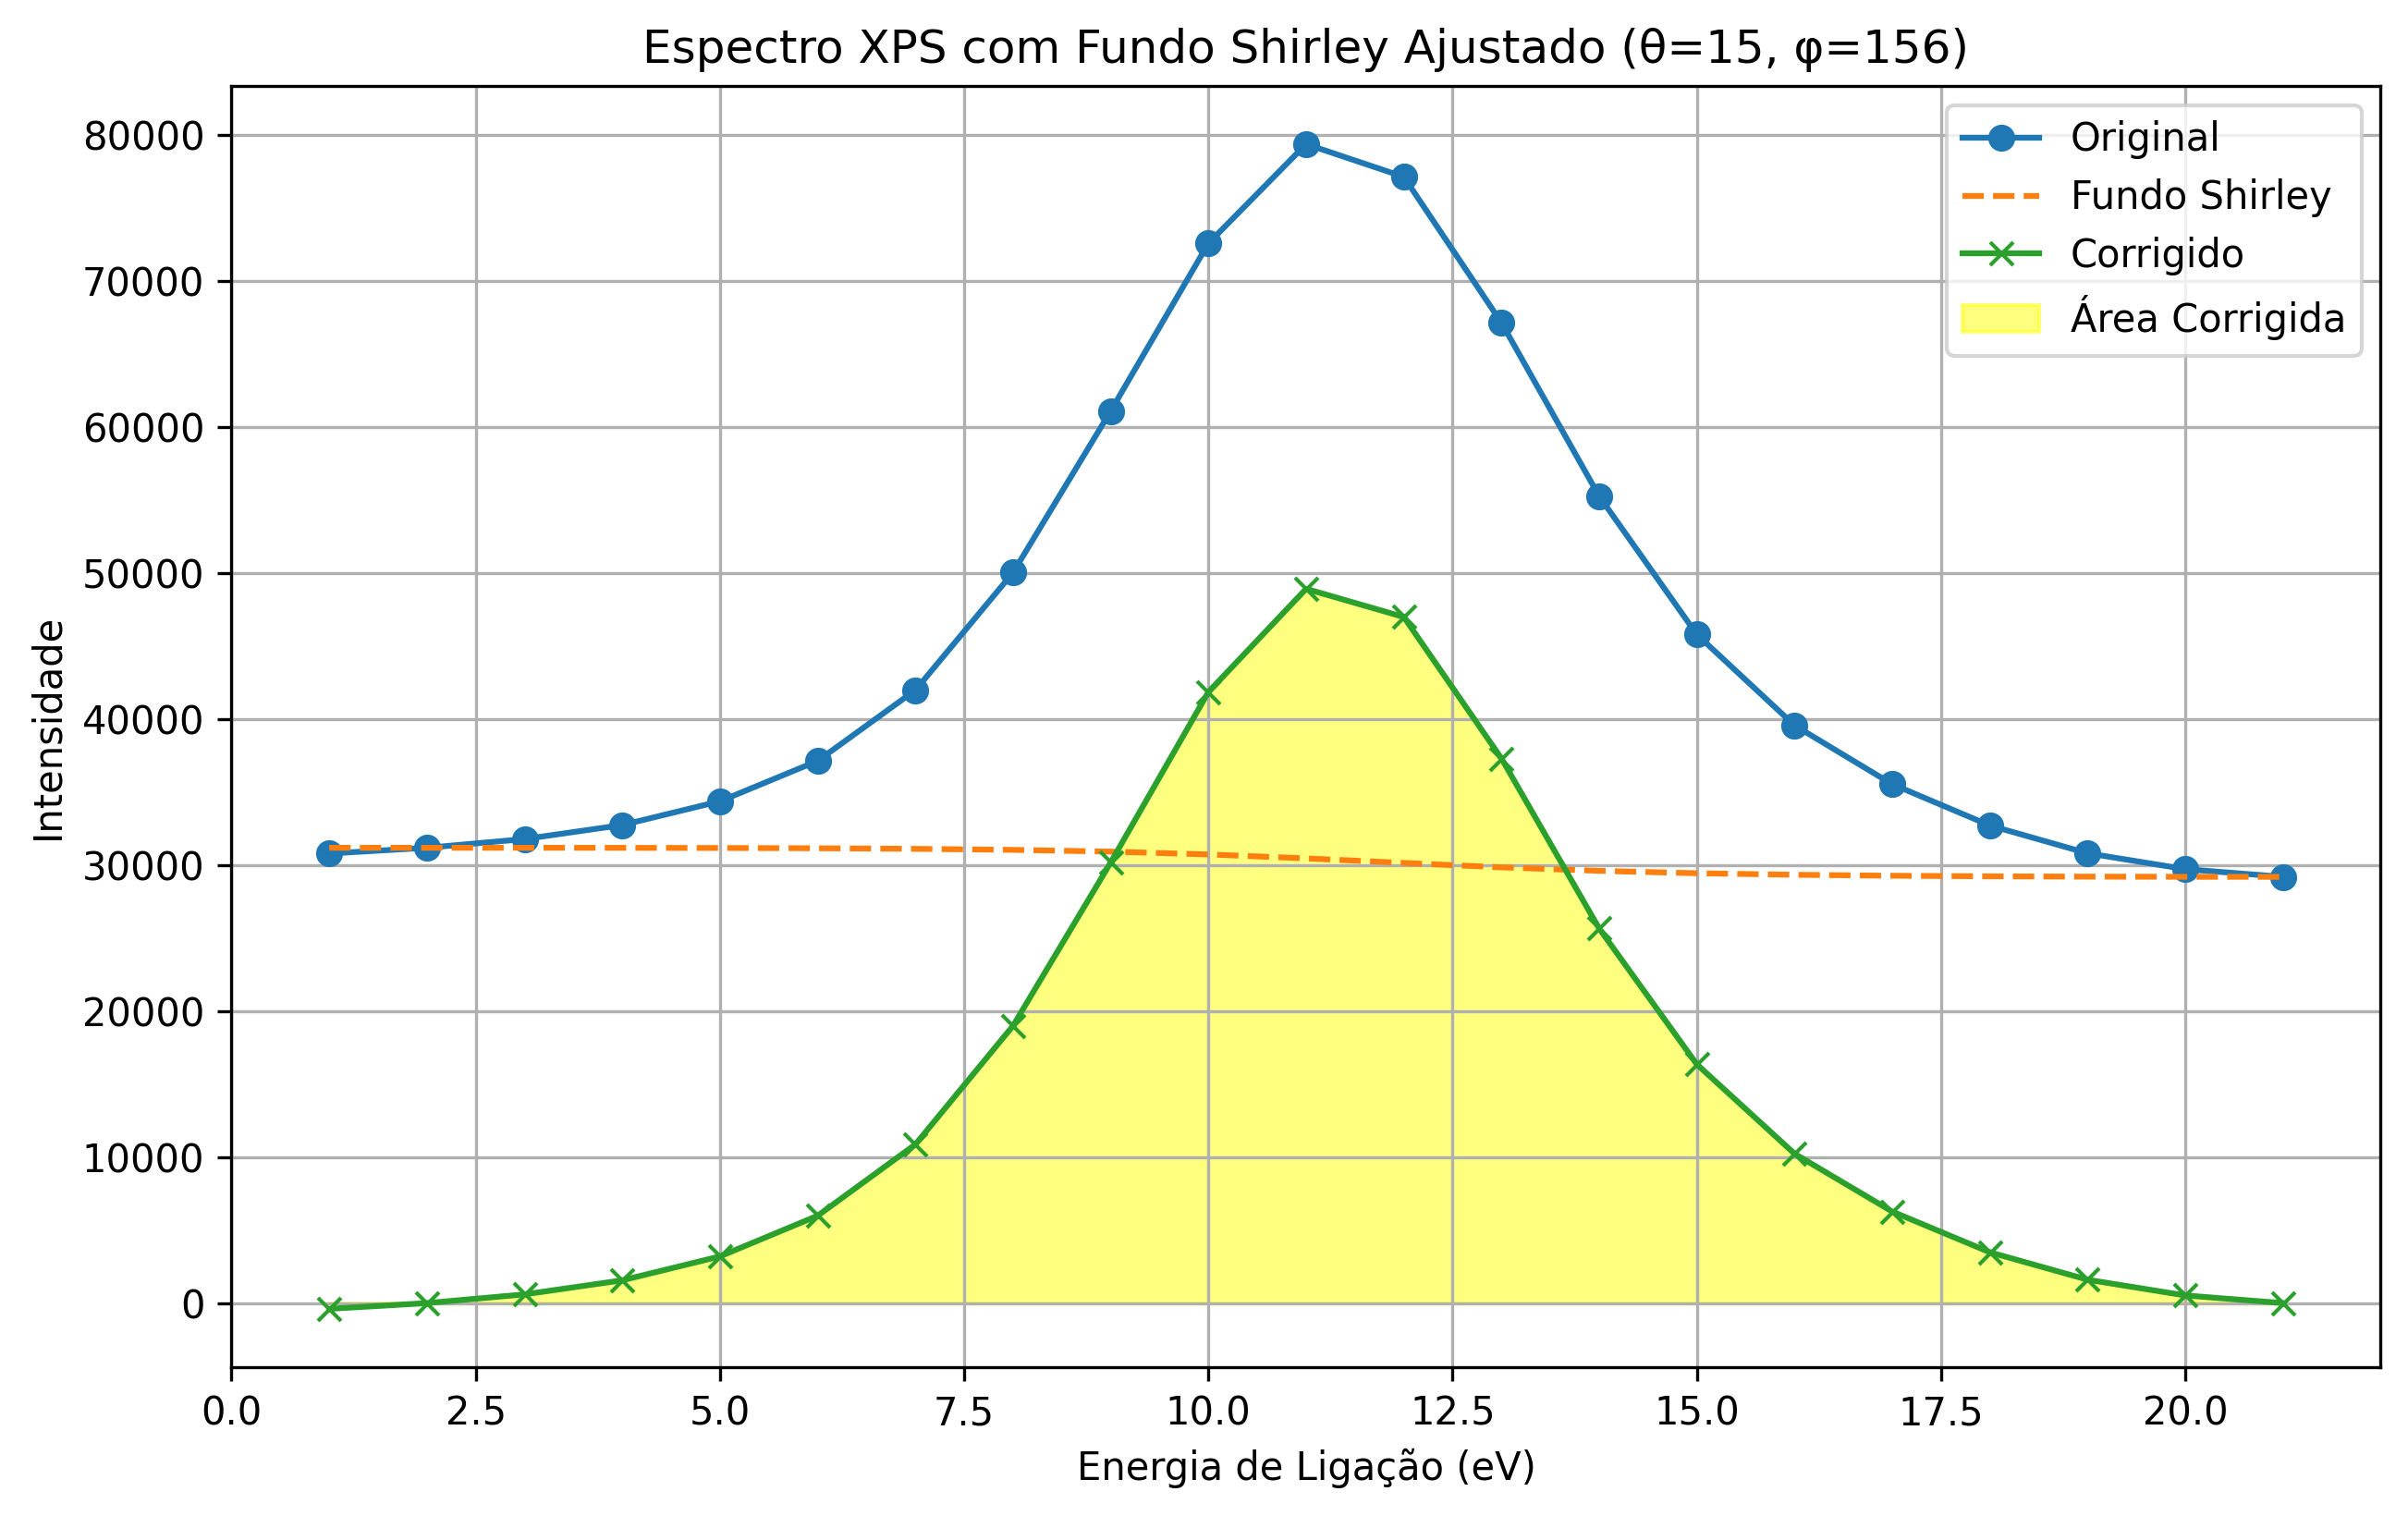 Espectro XPS com Fundo Shirley Ajustado (θ=15, φ=156)
80000
70000
60000
50000
40000
30000
20000
10000
0
Intensidade
Original
Fundo Shirley
Corrigido
Área Corrigida
0.0 2.5 5.0 7.5 10.0 12.5 15.0 17.5 20.0
Energia de Ligação (eV)